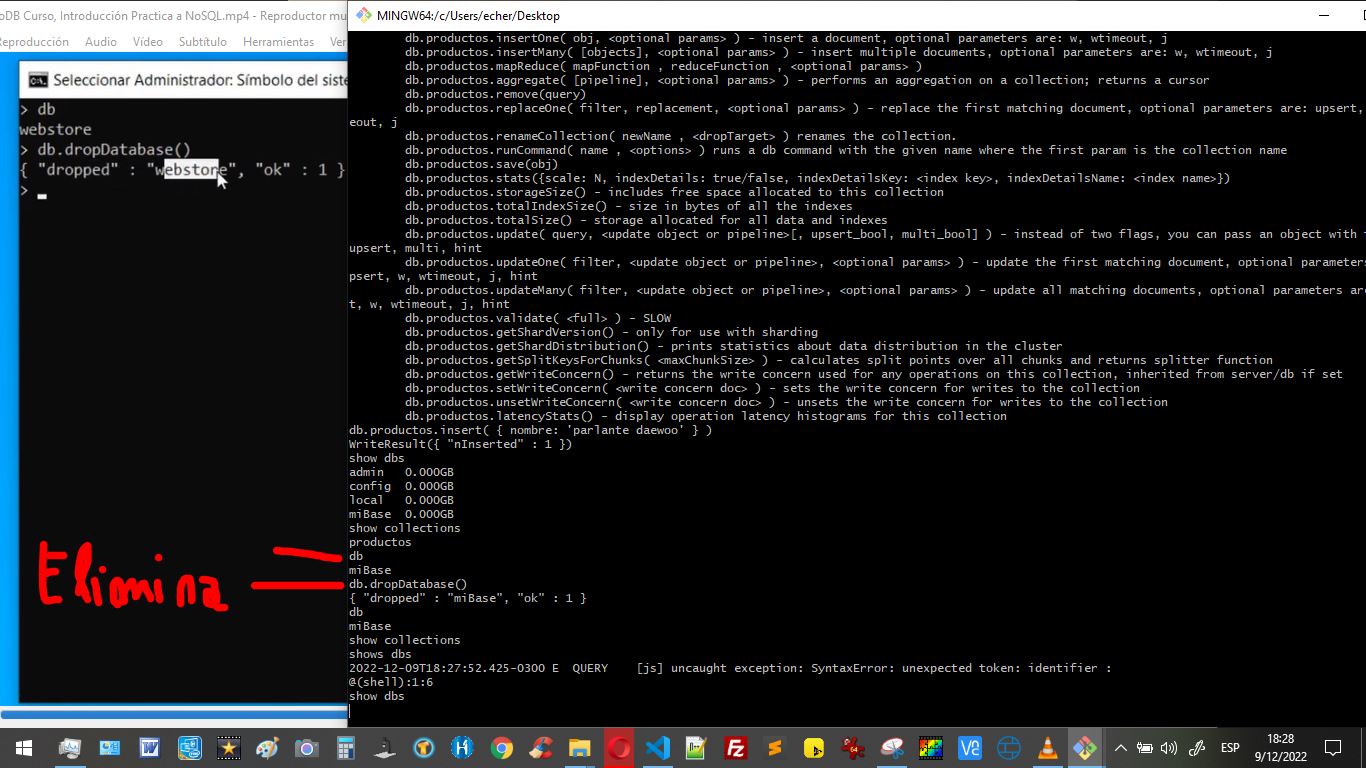 oDB Curso, Introducción Practica a NoSQL.mp4 - Reproductor mu
Reproducción Audio Vídeo Subtítulo Herramientas Ver
Seleccionar Administrador: Símbolo del siste
> db
webstore
> db.dropDatabase()
{ "dropped" : "webstore", "ok" : 1 }
>
Elimina
MINGW64:/c/Users/echer/Desktop
db.productos.insertOne( obj, <optional params> ) - insert a document, optional parameters are: w, wtimeout, j
db.productos.insertMany( [objects], <optional params> ) - insert multiple documents, optional parameters are: w, wtimeout, j
db.productos.mapReduce( mapFunction , reduceFunction , <optional params> )
db.productos.aggregate( [pipeline], <optional params> ) - performs an aggregation on a collection; returns a cursor
db.productos.remove(query)
db.productos.replaceOne( filter, replacement, <optional params> ) - replace the first matching document, optional parameters are: upsert,
eout, j
db.productos.renameCollection( newName , <dropTarget> ) renames the collection.
db.productos.runCommand( name , <options> ) runs a db command with the given name where the first param is the collection name
db.productos.save(obj)
db.productos.stats({scale: N, indexDetails: true/false, indexDetailsKey: <index key>, indexDetailsName: <index name>})
db.productos.storageSize() - includes free space allocated to this collection
db.productos.totalIndexSize() - size in bytes of all the indexes
db.productos.totalSize() - storage allocated for all data and indexes
db.productos.update( query, <update object or pipeline>[, upsert_bool, multi_bool] ) - instead of two flags, you can pass an object with
upsert, multi, hint
db.productos.updateOne( filter, <update object or pipeline>, <optional params> ) - update the first matching document, optional parameters
psert, w, wtimeout, j, hint
db.productos.updateMany( filter, <update object or pipeline>, <optional params> ) - update all matching documents, optional parameters are
t, w, wtimeout, j, hint
db.productos.validate( <full> ) - SLOW
db.productos.getShardVersion() - only for use with sharding
db.productos.getShardDistribution() - prints statistics about data distribution in the cluster
db.productos.getSplitKeysForChunks( <maxChunkSize> ) - calculates split points over all chunks and returns splitter function
db.productos.getWriteConcern() - returns the write concern used for any operations on this collection, inherited from server/db if set
db.productos.setWriteConcern( <write concern doc> ) - sets the write concern for writes to the collection
db.productos.unsetWriteConcern( <write concern doc> ) - unsets the write concern for writes to the collection
db.productos.latencyStats() - display operation latency histograms for this collection
db.productos.insert( { nombre: 'parlante daewoo' } )
WriteResult({ "nInserted" : 1 })
show dbs
admin 0.000GB
config 0.000GB
local 0.000GB
miBase 0.000GB
show collections
productos
db
miBase
db.dropDatabase()
{ "dropped" : "miBase", "ok" : 1 }
db
miBase
show collections
shows dbs
2022-12-09T18:27:52.425-0300 E QUERY [js] uncaught exception: SyntaxError: unexpected token: identifier :
@(shell):1:6
show dbs
ESP
18:28
9/12/2022